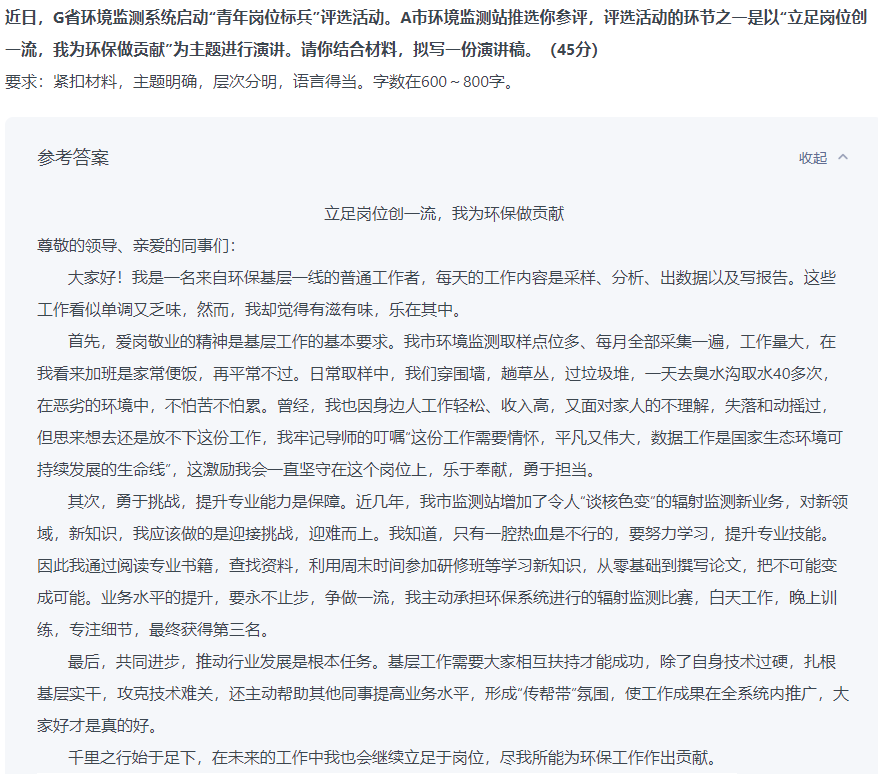 近日，G省环境监测系统启动“青年岗位标兵”评选活动。A市环境监测站推选你参评，评选活动的环节之一是以“立足岗位创
一流，我为环保做贡献”为主题进行演讲。请你结合材料，拟写一份演讲稿。（45分）
要求：紧扣材料，主题明确，层次分明，语言得当。字数在600～800字。
参考答案
收起
立足岗位创一流，我为环保做贡献
尊敬的领导、亲爱的同事们：
大家好！我是一名来自环保基层一线的普通工作者，每天的工作内容是采样、分析、出数据以及写报告。这些
工作看似单调又乏味，然而，我却觉得有滋有味，乐在其中。
首先，爱岗敬业的精神是基层工作的基本要求。我市环境监测取样点位多、每月全部采集一遍，工作量大，在
我看来加班是家常便饭，再平常不过。日常取样中，我们穿围墙，趟草丛，过垃圾堆，一天去臭水沟取水40多次，
在恶劣的环境中，不怕苦不怕累。曾经，我也因身边人工作轻松、收入高，又面对家人的不理解，失落和动摇过，
但思来想去还是放不下这份工作，我牢记导师的叮嘱“这份工作需要情怀，平凡又伟大，数据工作是国家生态环境可
持续发展的生命线”，这激励我会一直坚守在这个岗位上，乐于奉献，勇于担当。
其次，勇于挑战，提升专业能力是保障。近几年，我市监测站增加了令人“谈核色变”的辐射监测新业务，对新领
域，新知识，我应该做的是迎接挑战，迎难而上。我知道，只有一腔热血是不行的，要努力学习，提升专业技能。
因此我通过阅读专业书籍，查找资料，利用周末时间参加研修班等学习新知识，从零基础到撰写论文，把不可能变
成可能。业务水平的提升，要永不止步，争做一流，我主动承担环保系统进行的辐射监测比赛，白天工作，晚上训
练，专注细节，最终获得第三名。
最后，共同进步，推动行业发展是根本任务。基层工作需要大家相互扶持才能成功，除了自身技术过硬，扎根
基层实干，攻克技术难关，还主动帮助其他同事提高业务水平，形成“传帮带”氛围，使工作成果在全系统内推广，大
家好才是真的好。
千里之行始于足下，在未来的工作中我也会继续立足于岗位，尽我所能为环保工作作出贡献。